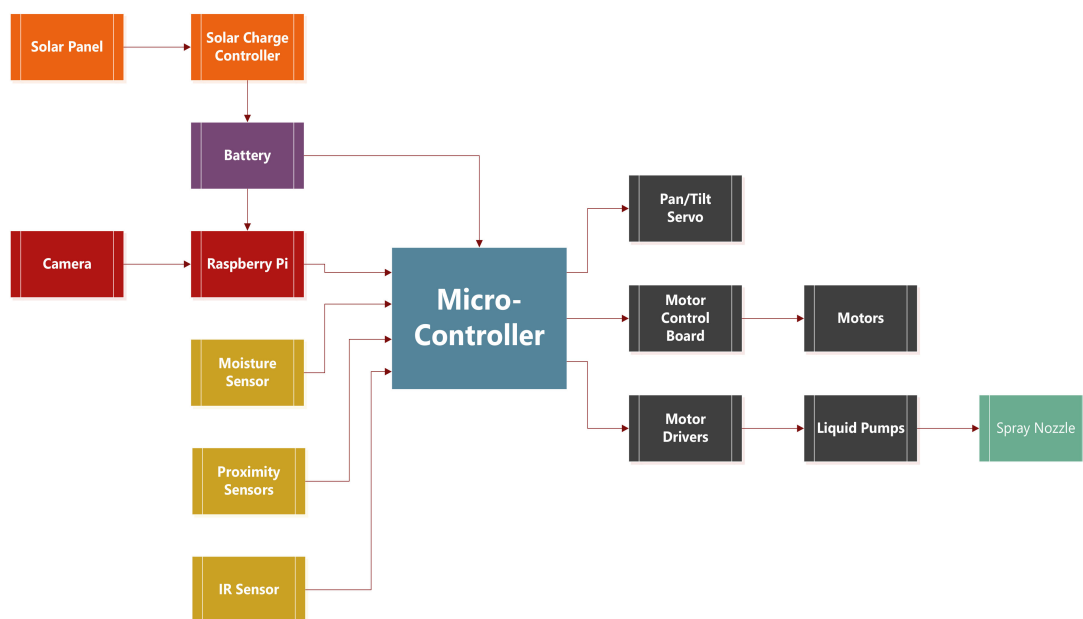 Solar Panel
Solar Charge
Controller
Battery
Camera
Raspberry Pi
Moisture
Sensor
Proximity
Sensors
IR Sensor
Micro-
Controller
Pan/Tilt
Servo
Motor
Control
Board
Motors
Motor
Drivers
Liquid Pumps
Spray Nozzle